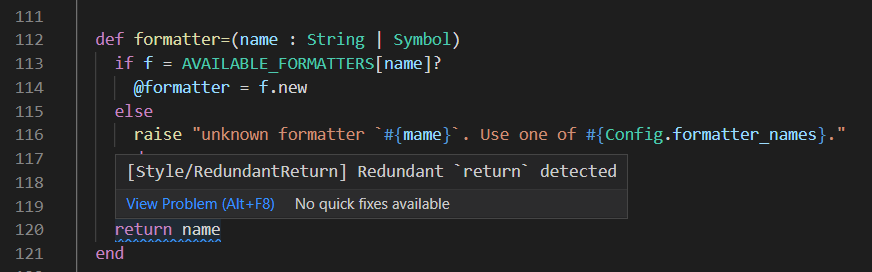 111
112 def formatter=(name : String | Symbol)
113 if f = AVAILABLE_FORMATTERS[name]?
114 @formatter = f.new
115 else
116 raise "unknown formatter `#{mame}`. Use one of #{Config.formatter_names}."
117
[Style/RedundantReturn] Redundant `return` detected
118
119 View Problem (Alt+F8) No quick fixes available
120 return name
121 end